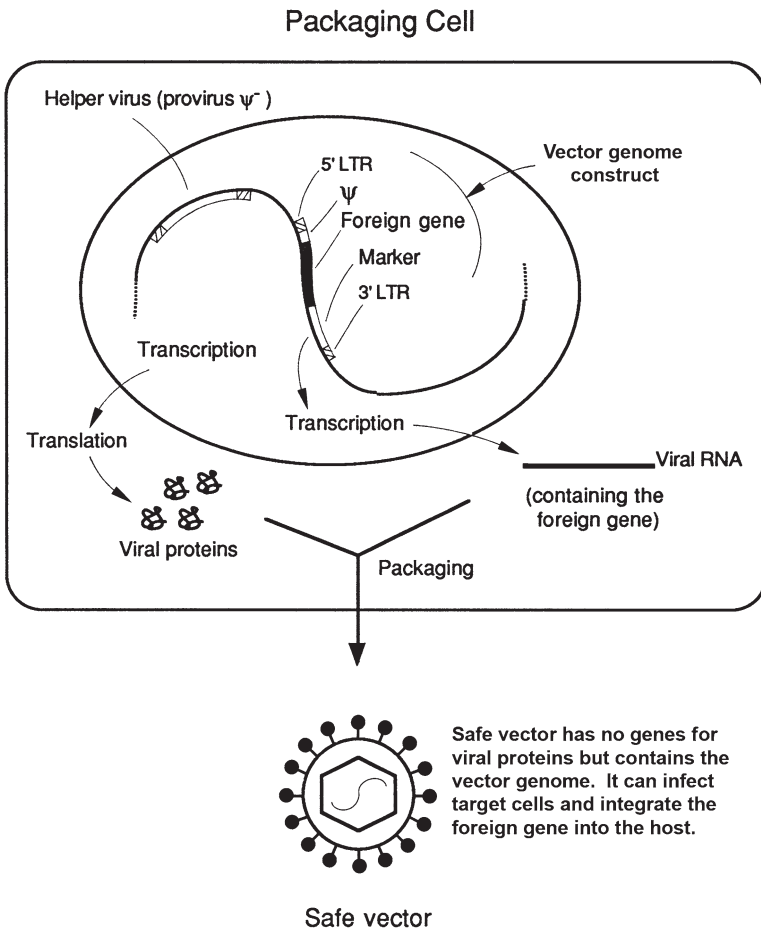 Packaging Cell
Helper virus (provirus ψ⁻ )
5' LTR
ψ
Foreign gene
Marker
3' LTR
Vector genome
construct
Transcription
Transcription
Translation
Viral proteins
Viral RNA
(containing the
foreign gene)
Packaging
Safe vector has no genes for
viral proteins but contains the
vector genome. It can infect
target cells and integrate the
foreign gene into the host.
Safe vector